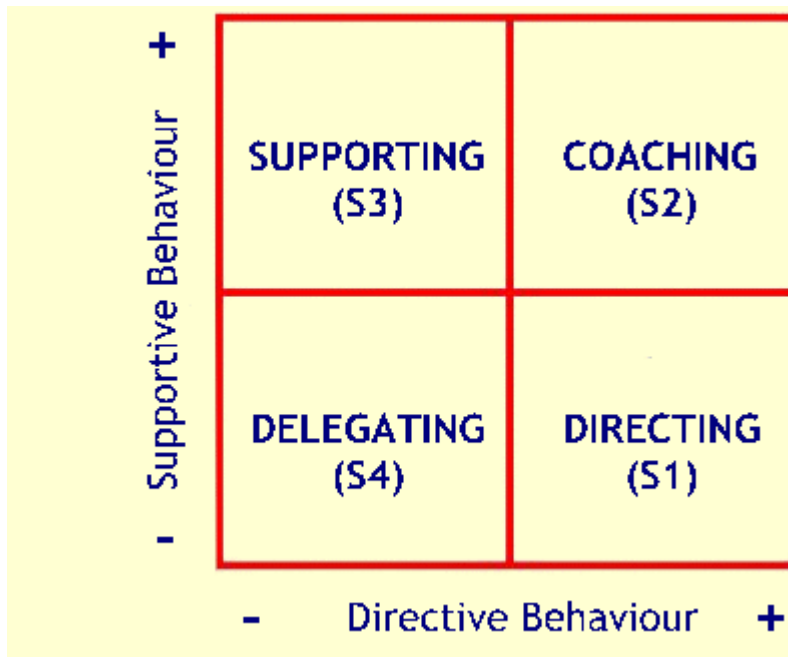 +
Supportive Behaviour
-
SUPPORTING
(S3)
COACHING
(S2)
DELEGATING
(S4)
DIRECTING
(S1)
- Directive Behaviour +